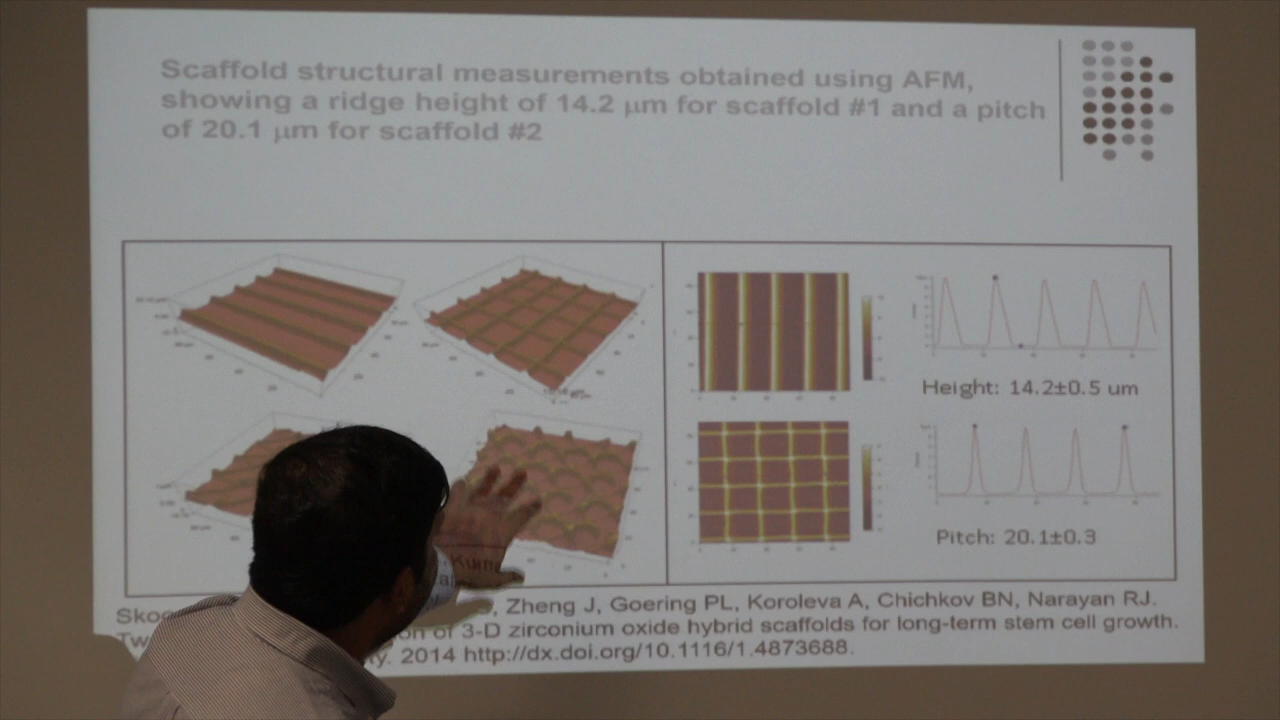 Scaffold structural measurements obtained using AFM,
showing a ridge height of 14.2 µm for scaffold #1 and a pitch
of 20.1 µm for scaffold #2
Height: 14.2±0.5 um
Pitch: 20.1±0.3
Zheng J, Goering PL, Koroleva A, Chichkov BN, Narayan RJ.
of 3-D zirconium oxide hybrid scaffolds for long-term stem cell growth.
2014 http://dx.doi.org/10.1116/1.4873688.